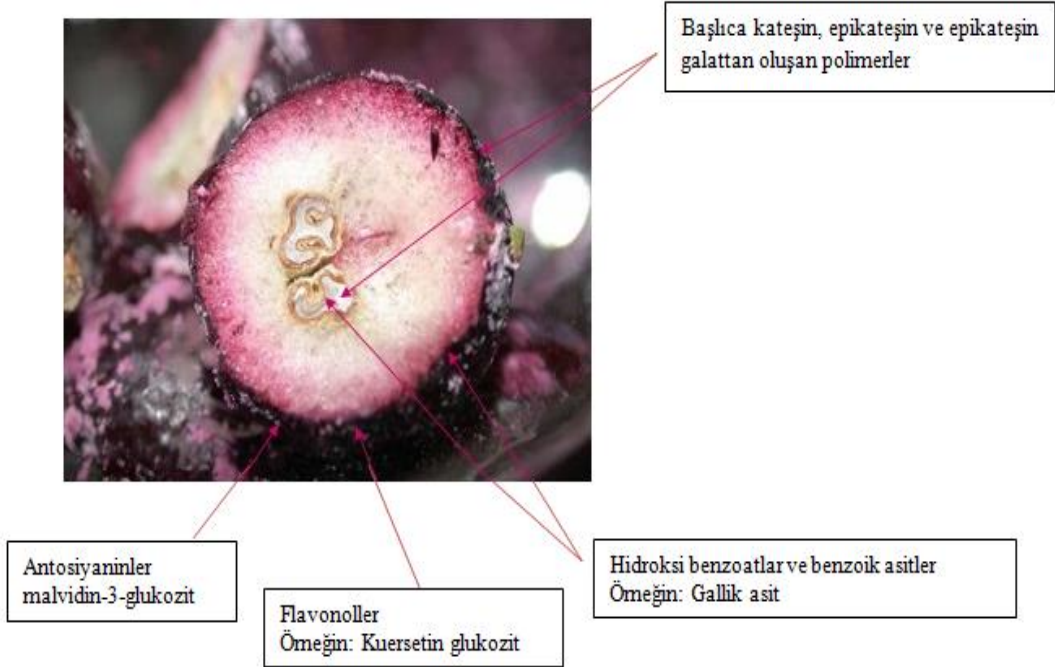 Başlıca kateşin, epikateşin ve epikateşin
galattan oluşan polimerler
Antosiyaninler
malvidin-3-glukozit
Flavonoller
Örneğin: Kuersetin glukozit
Hidroksi benzoatlar ve benzoik asitler
Örneğin: Gallik asit